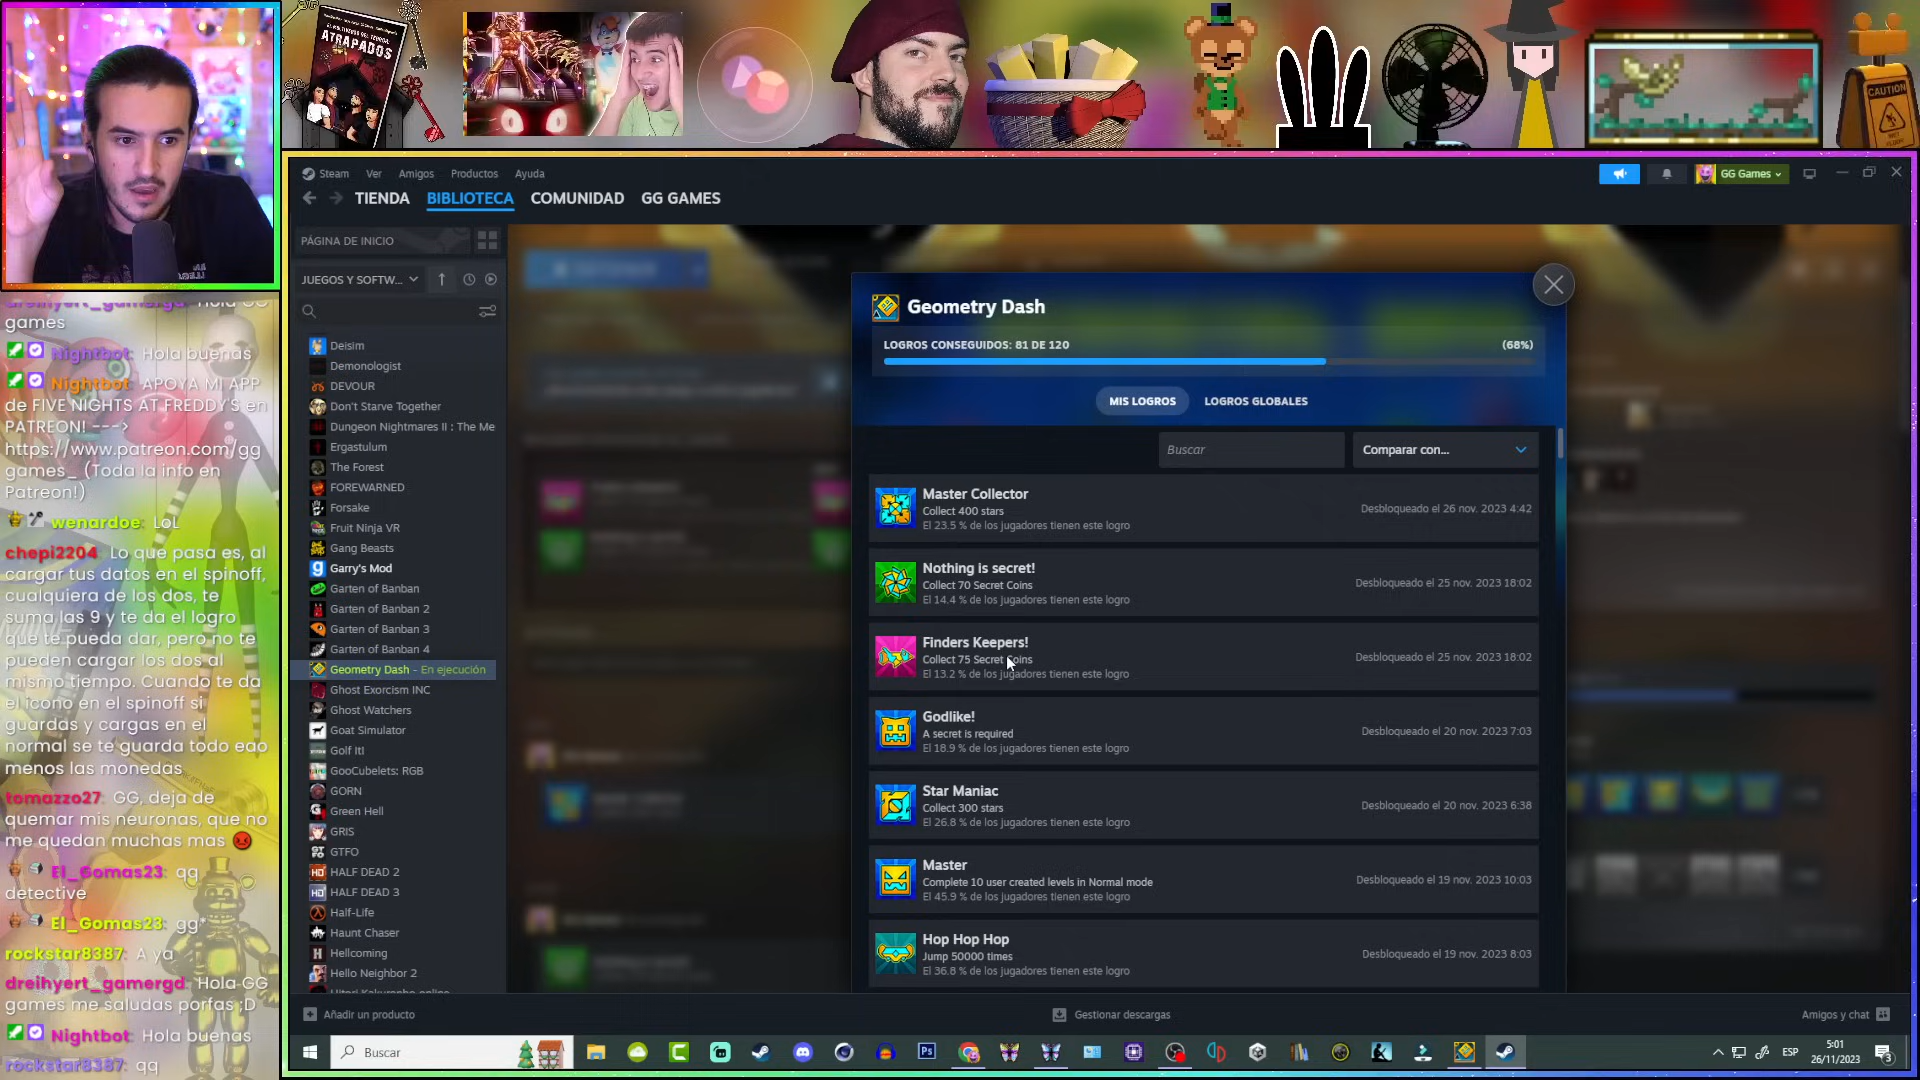 EL MULTIVERSO DEL TERROR
ATRAPADOS
CAUTION
dreihyert_gamergd: Hola GG
games
Nightbot: Hola buenas
Nightbot: APOYA MI APP
de FIVE NIGHTS AT FREDDY'S en
PATREON! --->
https://www.patreon.com/gg
games_ (Toda la info en
Patreon!)
wenardoe: LoL
chepi2204: Lo que pasa es, al
cargar tus datos en el spinoff,
cualquiera de los dos, te
suma las 9 y te da el logro
que te pueda dar, pero no te
pueden cargar los dos al
mismo tiempo. Cuando te da
el icono en el spinoff si
guardas y cargas en el
normal se te guarda todo eao
menos las monedas
tomazzo27: GG, deja de
quemar mis neuronas, que no
me quedan muchas mas
El_Gomas23: qq
detective
El_Gomas23: gg*
rockstar8387: A ya
dreihyert_gamergd: Hola GG
games me saludas porfas ;D
Nightbot: Hola buenas
rockstar8387: qq
Steam Ver Amigos Productos Ayuda
GG Games
TIENDA BIBLIOTECA COMUNIDAD GG GAMES
PÁGINA DE INICIO
JUEGOS Y SOFTW...
Deisim
Demonologist
DEVOUR
Don't Starve Together
Dungeon Nightmares II : The Me
Ergastulum
The Forest
FOREWARNED
Forsake
Fruit Ninja VR
Gang Beasts
Garry's Mod
Garten of Banban
Garten of Banban 2
Garten of Banban 3
Garten of Banban 4
Geometry Dash - En ejecución
Ghost Exorcism INC
Ghost Watchers
Goat Simulator
Golf It!
GooCubelets: RGB
GORN
Green Hell
GRIS
GTFO
HALF DEAD 2
HALF DEAD 3
Half-Life
Haunt Chaser
Hellcoming
Hello Neighbor 2
Hitori Kakurenbo online
Geometry Dash
LOGROS CONSEGUIDOS: 81 DE 120 (68%)
MIS LOGROS LOGROS GLOBALES
Buscar Comparar con...
Master Collector
Collect 400 stars
El 23.5 % de los jugadores tienen este logro
Desbloqueado el 26 nov. 2023 4:42
Nothing is secret!
Collect 70 Secret Coins
El 14.4 % de los jugadores tienen este logro
Desbloqueado el 25 nov. 2023 18:02
Finders Keepers!
Collect 75 Secret Coins
El 13.2 % de los jugadores tienen este logro
Desbloqueado el 25 nov. 2023 18:02
Godlike!
A secret is required
El 18.9 % de los jugadores tienen este logro
Desbloqueado el 20 nov. 2023 7:03
Star Maniac
Collect 300 stars
El 26.8 % de los jugadores tienen este logro
Desbloqueado el 20 nov. 2023 6:38
Master
Complete 10 user created levels in Normal mode
El 45.9 % de los jugadores tienen este logro
Desbloqueado el 19 nov. 2023 10:03
Hop Hop Hop
Jump 50000 times
El 36.8 % de los jugadores tienen este logro
Desbloqueado el 19 nov. 2023 8:03
Añadir un producto
Gestionar descargas
Amigos y chat
Buscar
Ps
ESP
5:01
26/11/2023
3